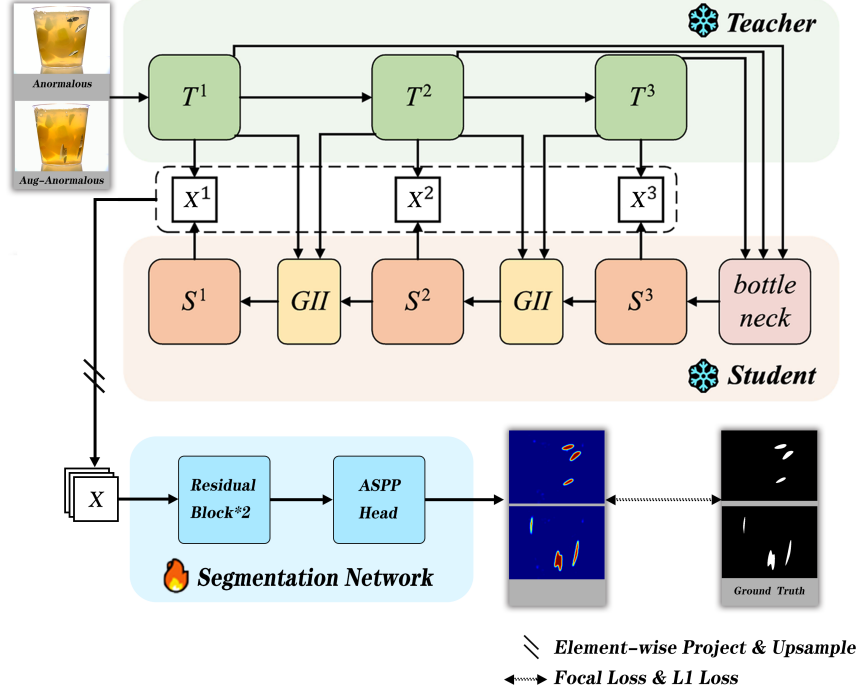 Teacher
Anormalous
Aug-Anormalous
T¹
T²
T³
X¹
X²
X³
S¹
GII
S²
GII
S³
bottle
neck
Student
X
Residual
Block*2
ASPP
Head
Segmentation Network
Ground Truth
Element-wise Project & Upsample
Focal Loss & L1 Loss